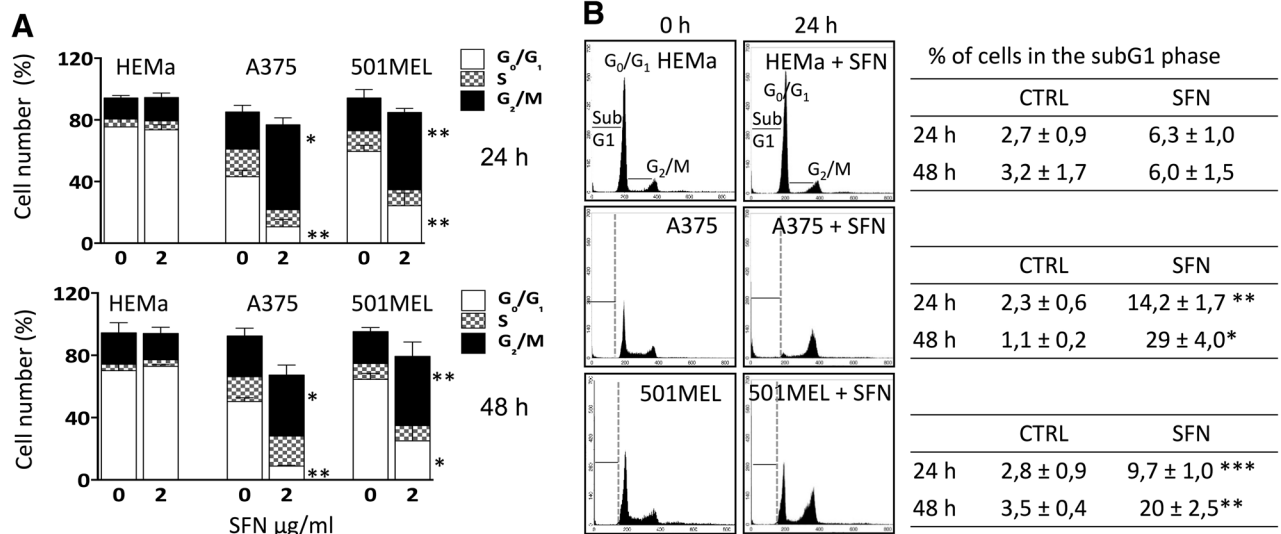 A
120
80
40
0
Cell number (%)
HEMa
A375
501MEL
G₀/G₁
S
G₂/M
*
**
**
**
24 h
0 2 0 2 0 2
120
80
40
0
Cell number (%)
HEMa
A375
501MEL
G₀/G₁
S
G₂/M
*
**
**
*
48 h
0 2 0 2 0 2
SFN µg/ml
B
0 h
24 h
G₀/G₁ HEMa
Sub
G1
G₂/M
HEMa + SFN
G₀/G₁
Sub
G1
G₂/M
A375
A375 + SFN
501MEL
501MEL + SFN
% of cells in the subG1 phase
CTRL SFN
24 h 2,7 ± 0,9 6,3 ± 1,0
48 h 3,2 ± 1,7 6,0 ± 1,5
CTRL SFN
24 h 2,3 ± 0,6 14,2 ± 1,7 **
48 h 1,1 ± 0,2 29 ± 4,0*
CTRL SFN
24 h 2,8 ± 0,9 9,7 ± 1,0 ***
48 h 3,5 ± 0,4 20 ± 2,5**